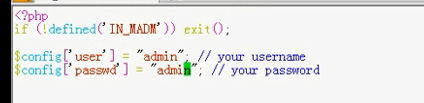 <?php
if (!defined('IN_MADM')) exit();
$config['user'] = "admin"; // your username
$config['passwd'] = "admin"; // your password